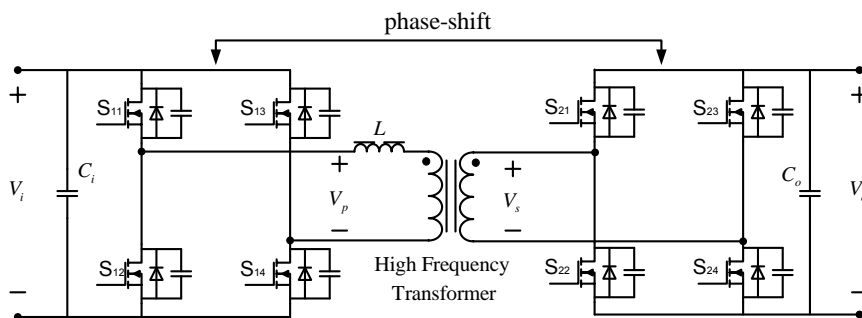 phase-shift
S11
S13
S21
S23
+
+
L
+
+
Vi
Ci
Vp
Vs
Co
−
−
S12
S14
S22
S24
High Frequency
Transformer
−
−